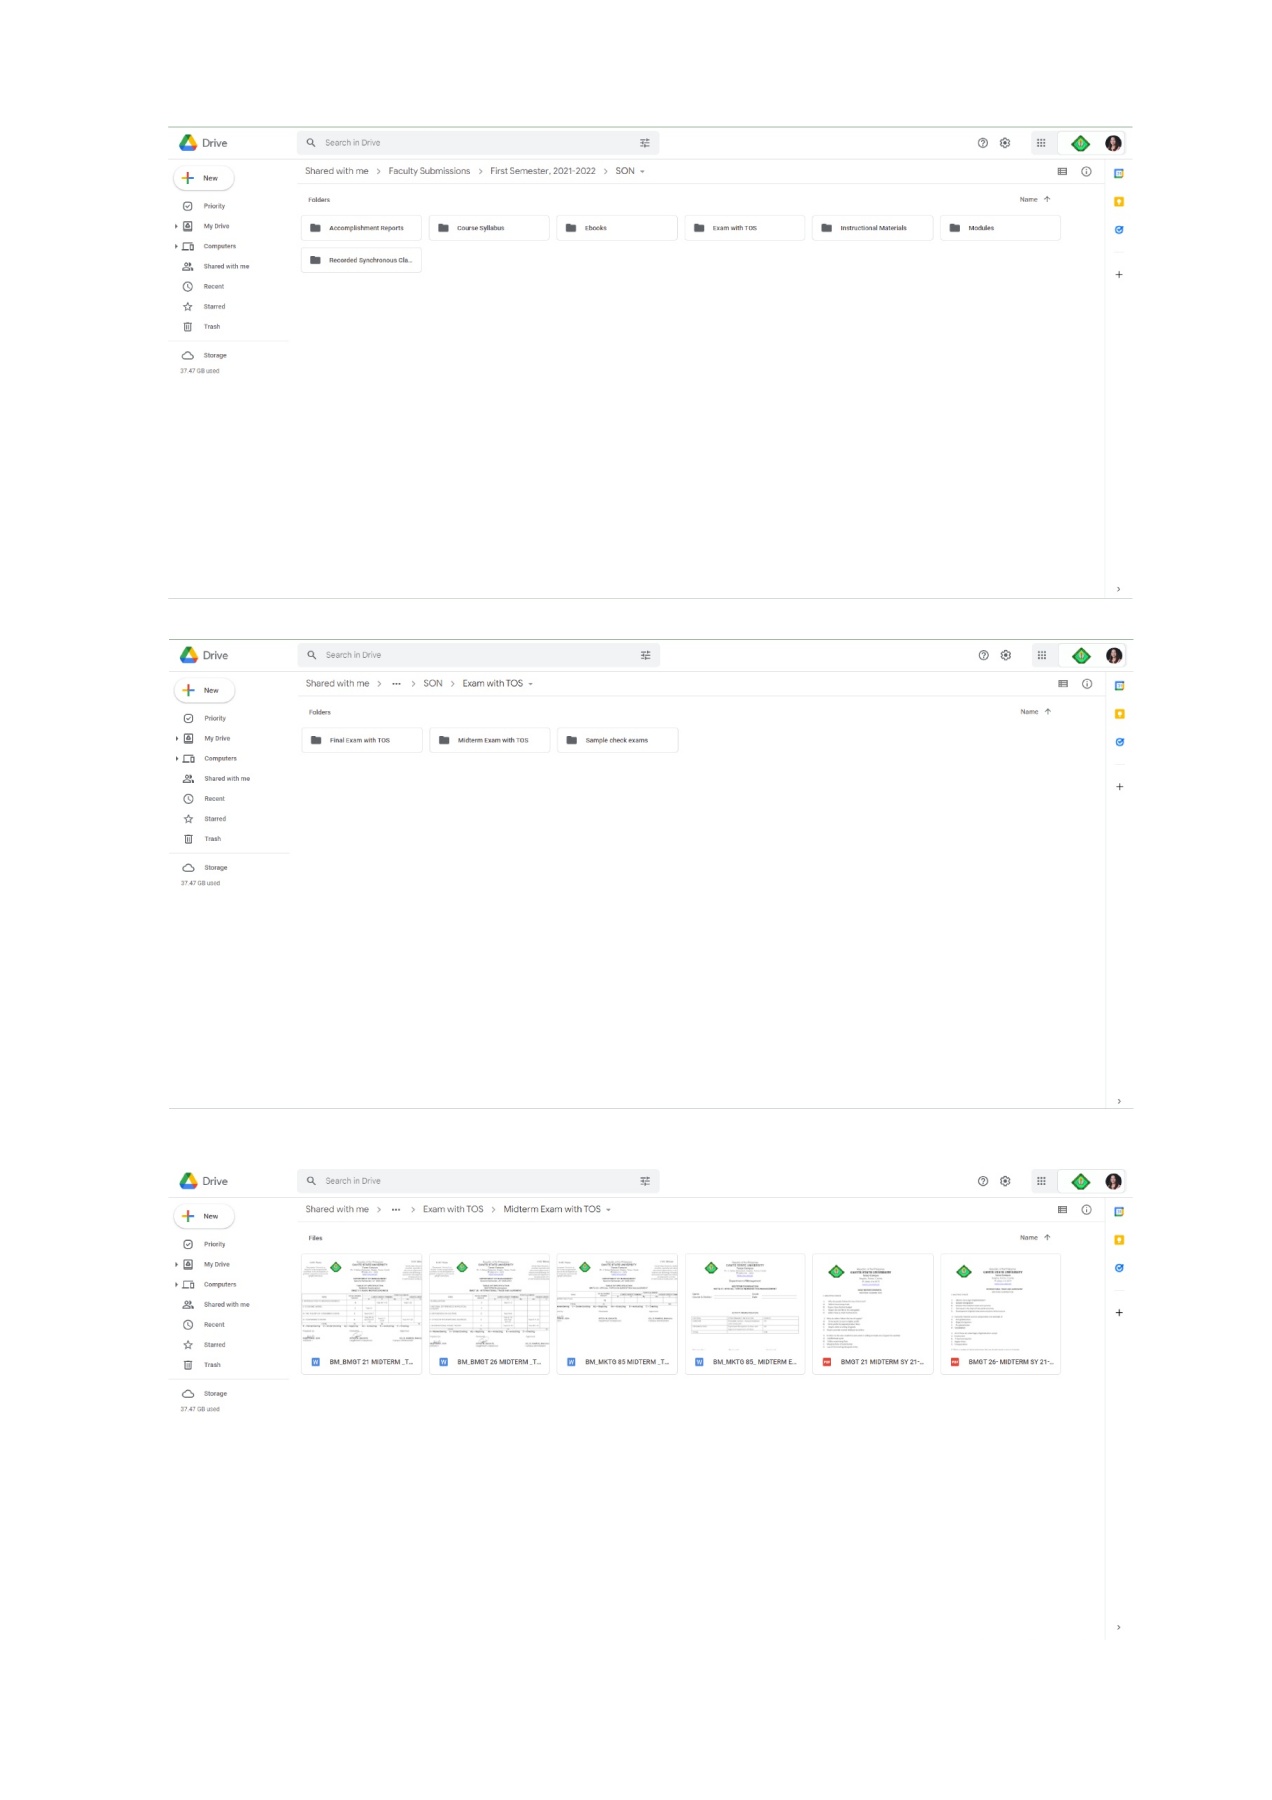 Drive
Search in Drive
New
Shared with me > Faculty Submissions > First Semester, 2021-2022 > SON
Priority
My Drive
Computers
Shared with me
Recent
Starred
Trash
Storage
37.47 GB used
Folders
Name
Accomplishment Reports
Course Syllabus
Ebooks
Exam with TOS
Instructional Materials
Modules
Recorded Synchronous Cla...
Drive
Search in Drive
New
Shared with me > ... > SON > Exam with TOS
Priority
My Drive
Computers
Shared with me
Recent
Starred
Trash
Storage
37.47 GB used
Folders
Name
Final Exam with TOS
Midterm Exam with TOS
Sample check exams
Drive
Search in Drive
New
Shared with me > ... > Exam with TOS > Midterm Exam with TOS
Priority
My Drive
Computers
Shared with me
Recent
Starred
Trash
Storage
37.47 GB used
Files
Name
BM_BMGT 21 MIDTERM _T...
BM_BMGT 26 MIDTERM _T...
BM_MKTG 85 MIDTERM _T...
BM_MKTG 85_ MIDTERM E...
BMGT 21 MIDTERM SY 21-...
BMGT 26- MIDTERM SY 21-...